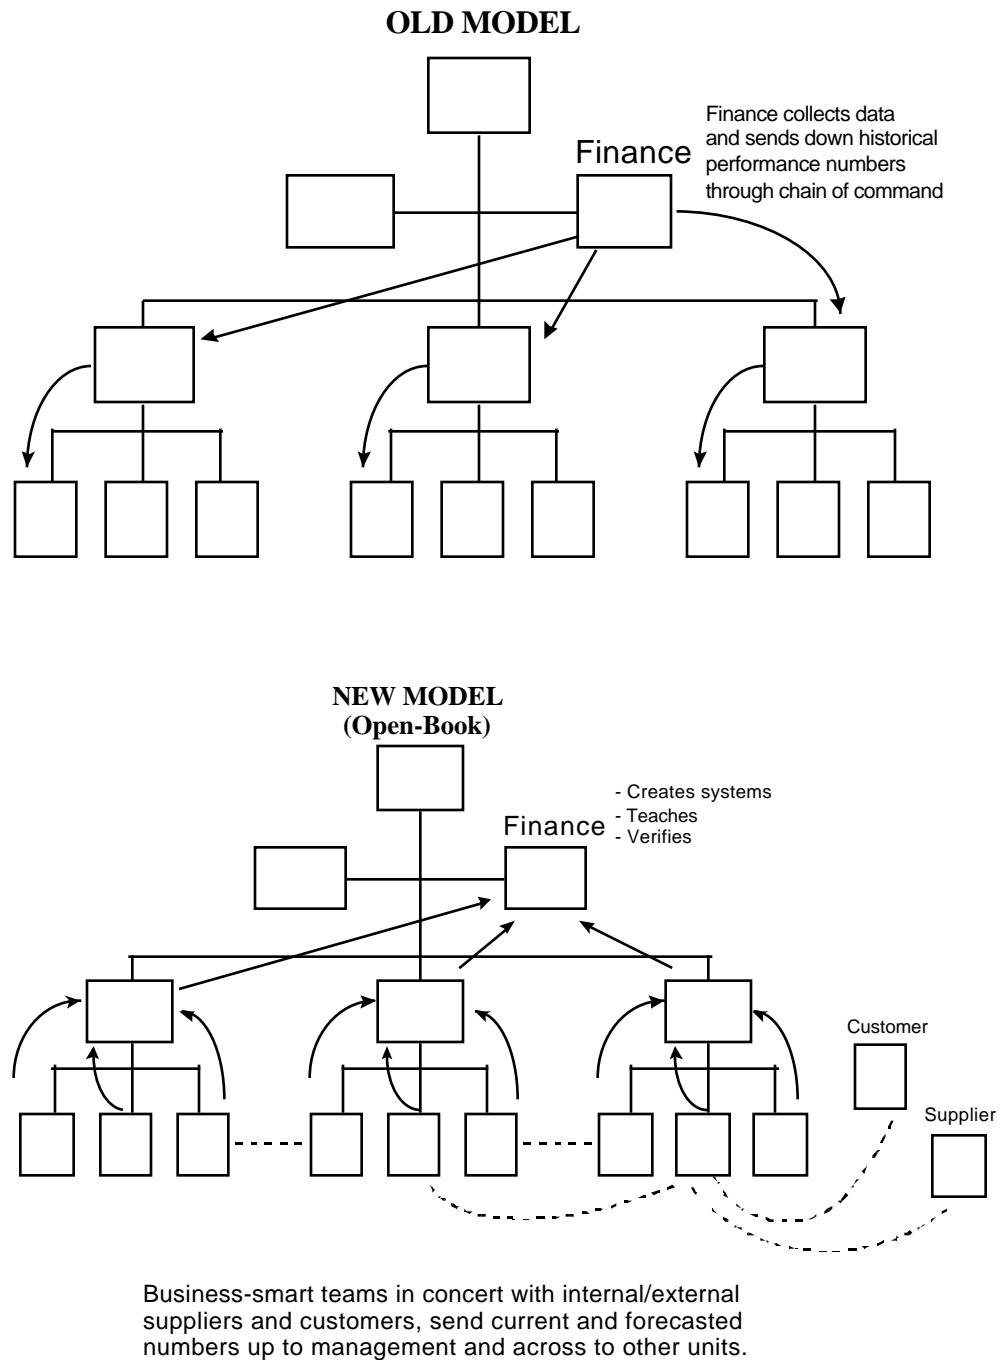 OLD MODEL
Finance
Finance collects data
and sends down historical
performance numbers
through chain of command
NEW MODEL
(Open-Book)
Finance
- Creates systems
- Teaches
- Verifies
Customer
Supplier
Business-smart teams in concert with internal/external
suppliers and customers, send current and forecasted
numbers up to management and across to other units.